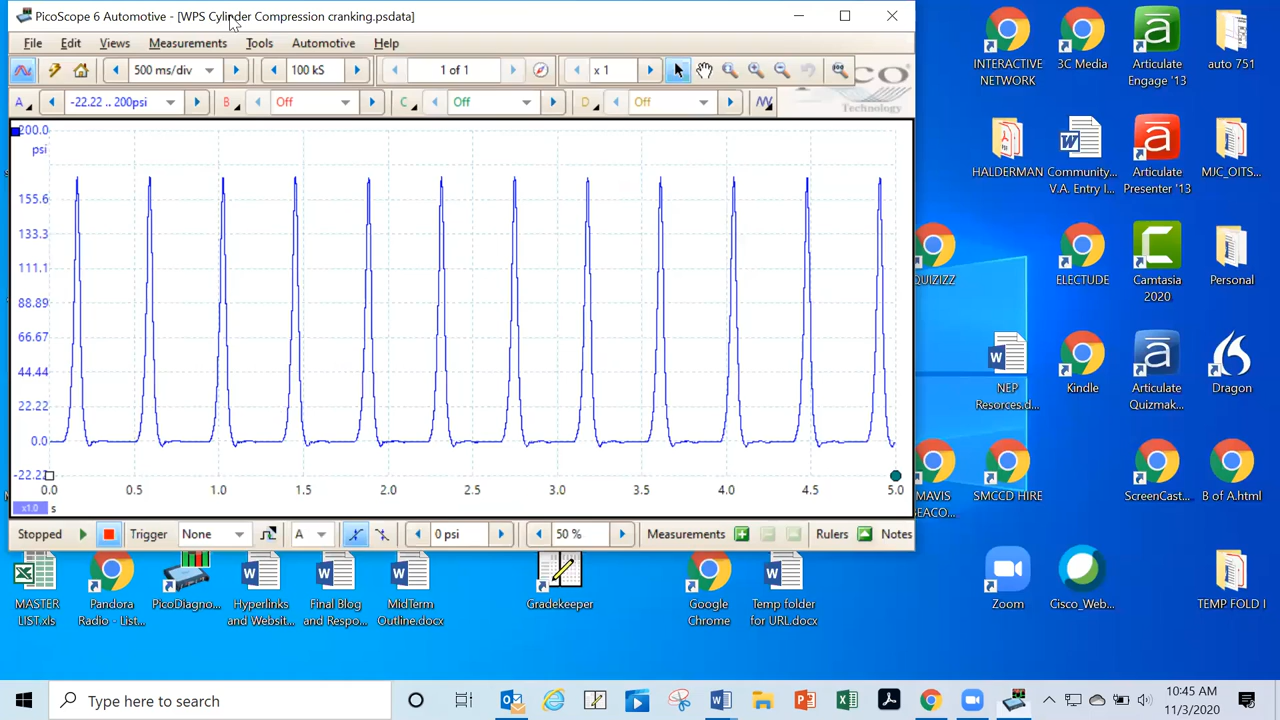 PicoScope 6 Automotive - [WPS Cylinder Compression cranking.psdata]
File Edit Views Measurements Tools Automotive Help
500 ms/div 100 kS 1 of 1 x 1
A -22.22 .. 200psi B Off C Off D Off
Technology
200.0
psi
155.6
133.3
111.1
88.89
66.67
44.44
22.22
0.0
-22.22
0.0 0.5 1.0 1.5 2.0 2.5 3.0 3.5 4.0 4.5 5.0
x1.0 s
Stopped Trigger None A 0 psi 50 % Measurements Rulers Notes
INTERACTIVE
NETWORK
3C Media
Articulate
Engage '13
auto 751
HALDERMAN
Community...
V.A. Entry I...
Articulate
Presenter '13
MJC_OITS...
QUIZIZZ
ELECTUDE
Camtasia
2020
Personal
NEP
Resorces.d...
Kindle
Articulate
Quizmak...
Dragon
MAVIS
BEACO...
SMCCD HIRE
ScreenCast...
B of A.html
MASTER
LIST.xls
Pandora
Radio - List...
PicoDiagno...
Hyperlinks
and Websit...
Final Blog
and Respo...
MidTerm
Outline.docx
Gradekeeper
Google
Chrome
Temp folder
for URL.docx
Zoom
Cisco_Web...
TEMP FOLD I
Type here to search
10:45 AM
11/3/2020